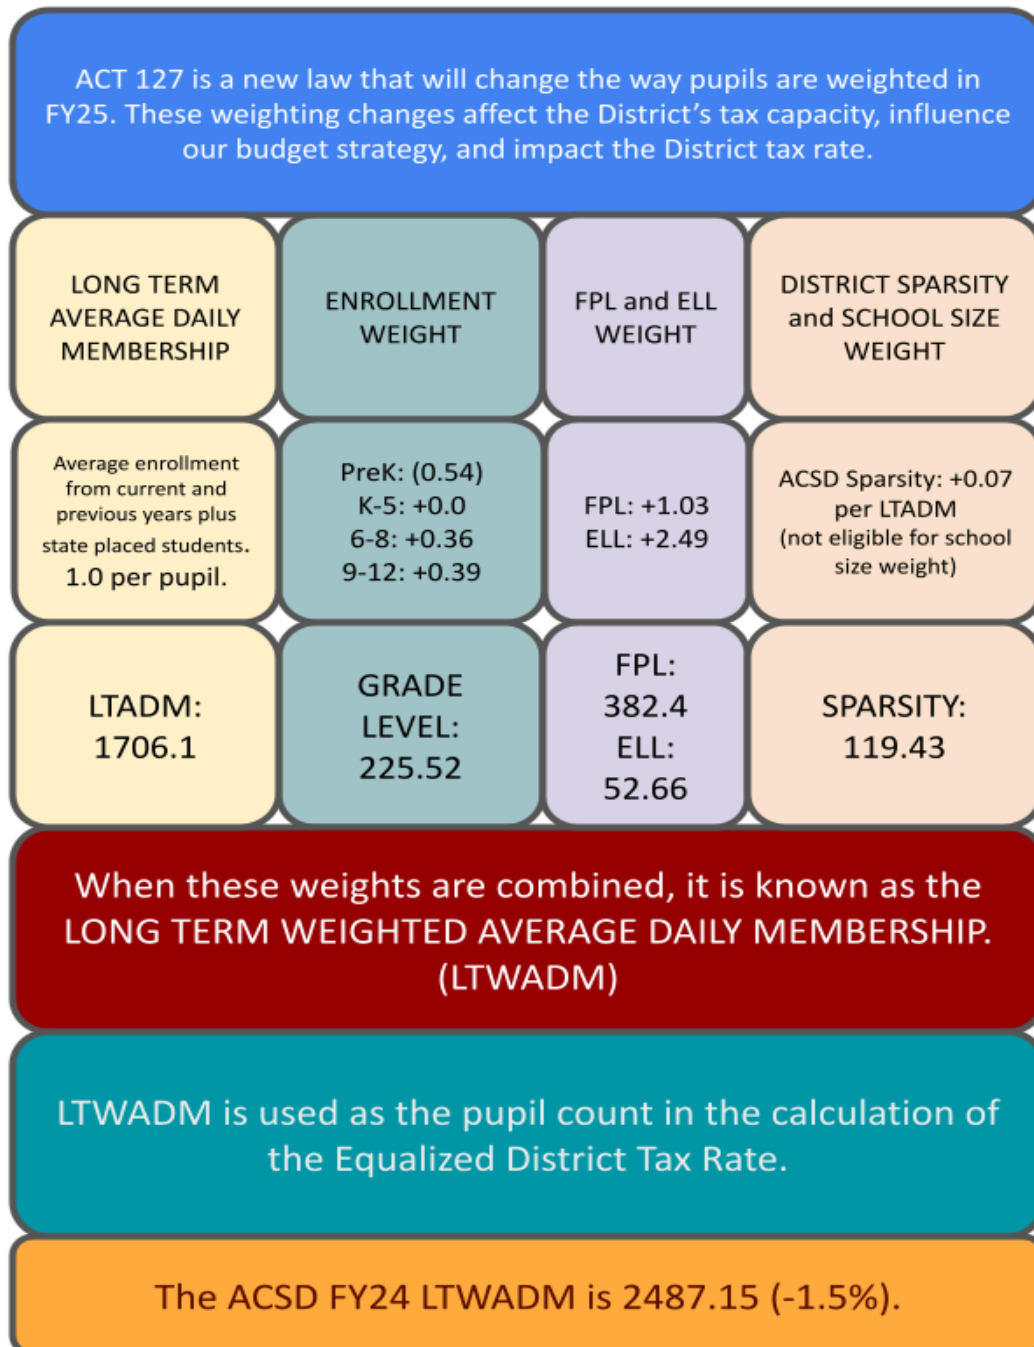 ACT 127 is a new law that will change the way pupils are weighted in
FY25. These weighting changes affect the District's tax capacity, influence
our budget strategy, and impact the District tax rate.
LONG TERM
AVERAGE DAILY
MEMBERSHIP
ENROLLMENT
WEIGHT
FPL and ELL
WEIGHT
DISTRICT SPARSITY
and SCHOOL SIZE
WEIGHT
Average enrollment
from current and
previous years plus
state placed students.
1.0 per pupil.
PreK: (0.54)
K-5: +0.0
6-8: +0.36
9-12: +0.39
FPL: +1.03
ELL: +2.49
ACSD Sparsity: +0.07
per LTADM
(not eligible for school
size weight)
LTADM:
1706.1
GRADE
LEVEL:
225.52
FPL:
382.4
ELL:
52.66
SPARSITY:
119.43
When these weights are combined, it is known as the
LONG TERM WEIGHTED AVERAGE DAILY MEMBERSHIP.
(LTWADM)
LTWADM is used as the pupil count in the calculation of
the Equalized District Tax Rate.
The ACSD FY24 LTWADM is 2487.15 (-1.5%).